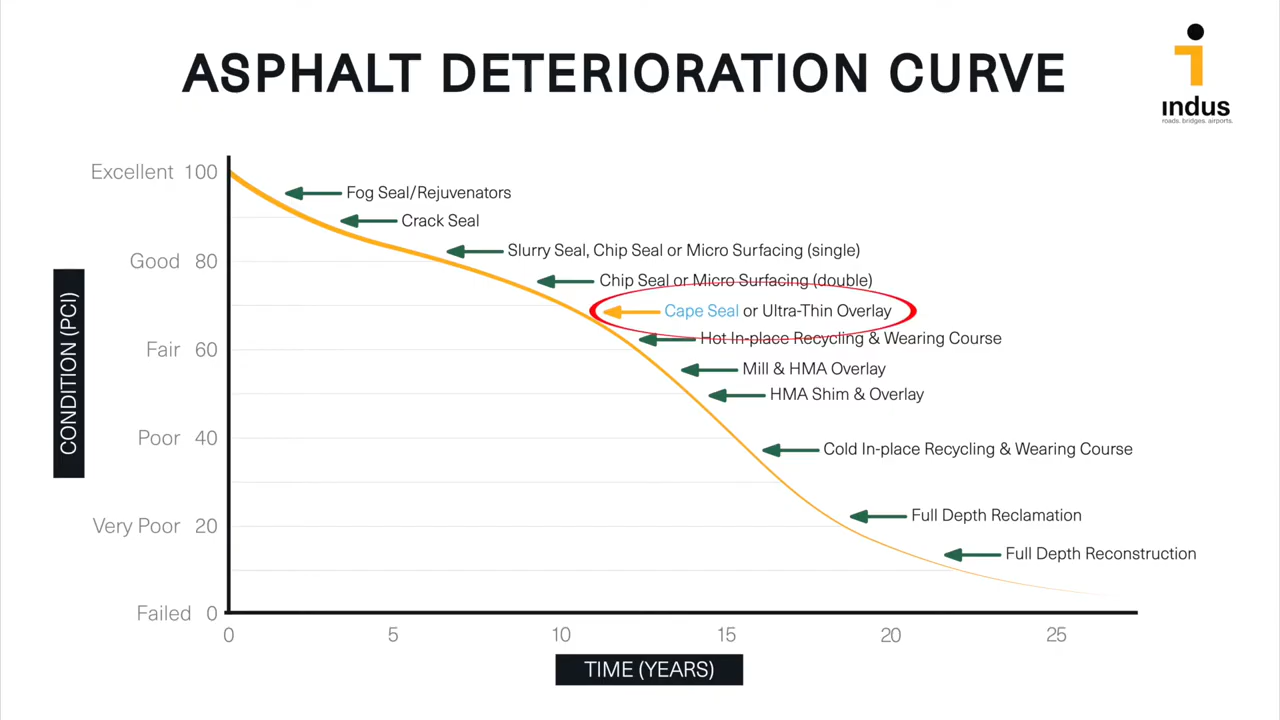 ASPHALT DETERIORATION CURVE
indus
roads. bridges. airports.
Excellent 100
Fog Seal/Rejuvenators
Crack Seal
Slurry Seal, Chip Seal or Micro Surfacing (single)
Good 80
Chip Seal or Micro Surfacing (double)
Cape Seal or Ultra-Thin Overlay
Hot In-place Recycling & Wearing Course
Fair 60
Mill & HMA Overlay
HMA Shim & Overlay
CONDITION (PCI)
Poor 40
Cold In-place Recycling & Wearing Course
Full Depth Reclamation
Very Poor 20
Full Depth Reconstruction
Failed 0
0 5 10 15 20 25
TIME (YEARS)